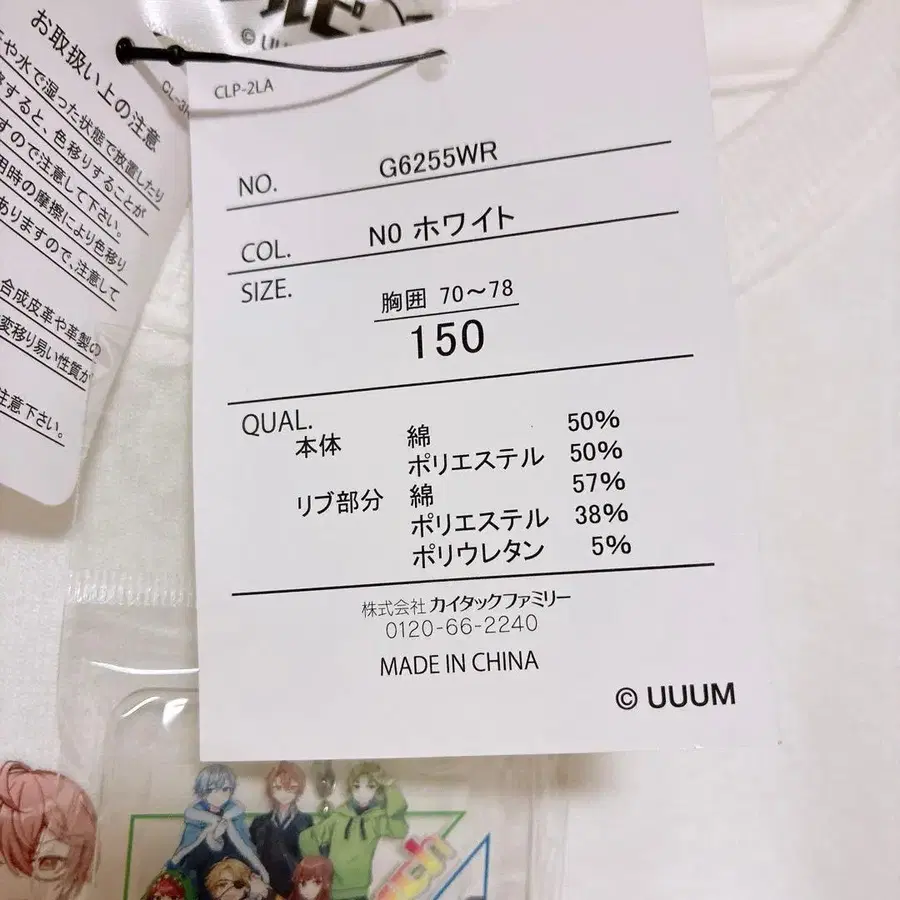 お取扱い上の注意
や水で湿った状態で放置したり
すると、色移りすることが
すので注意して下さい。
用時の摩擦により色移り
ありますので、注意して
合成皮革や革製の
変移り易い性質が
注意下さい。
© UU
CLP-2LA
NO. G6255WR
COL. N0 ホワイト
SIZE.
胸囲 70～78
150
QUAL.
本体 綿 50%
ポリエステル 50%
リブ部分 綿 57%
ポリエステル 38%
ポリウレタン 5%
株式会社 カイタックファミリー
0120-66-2240
MADE IN CHINA
© UUUM